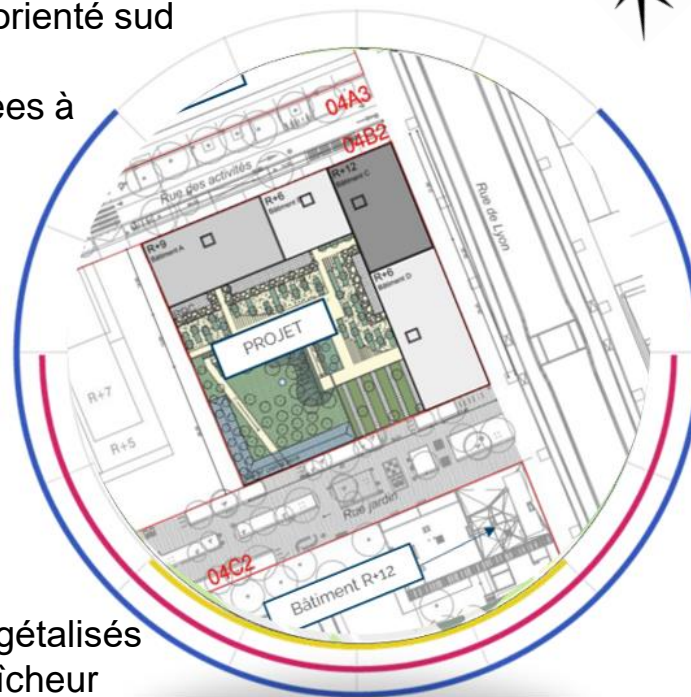 orienté sud
ées à
04A3
04B2
Rue des activités
R+12
Bâtiment C
R+6
Bâtiment
R+9
Bâtiment A
Rue de Lyon
R+6
Bâtiment D
PROJET
R+7
R+5
Rue jardin
04C2
Bâtiment R+12
gétalisés
îcheur